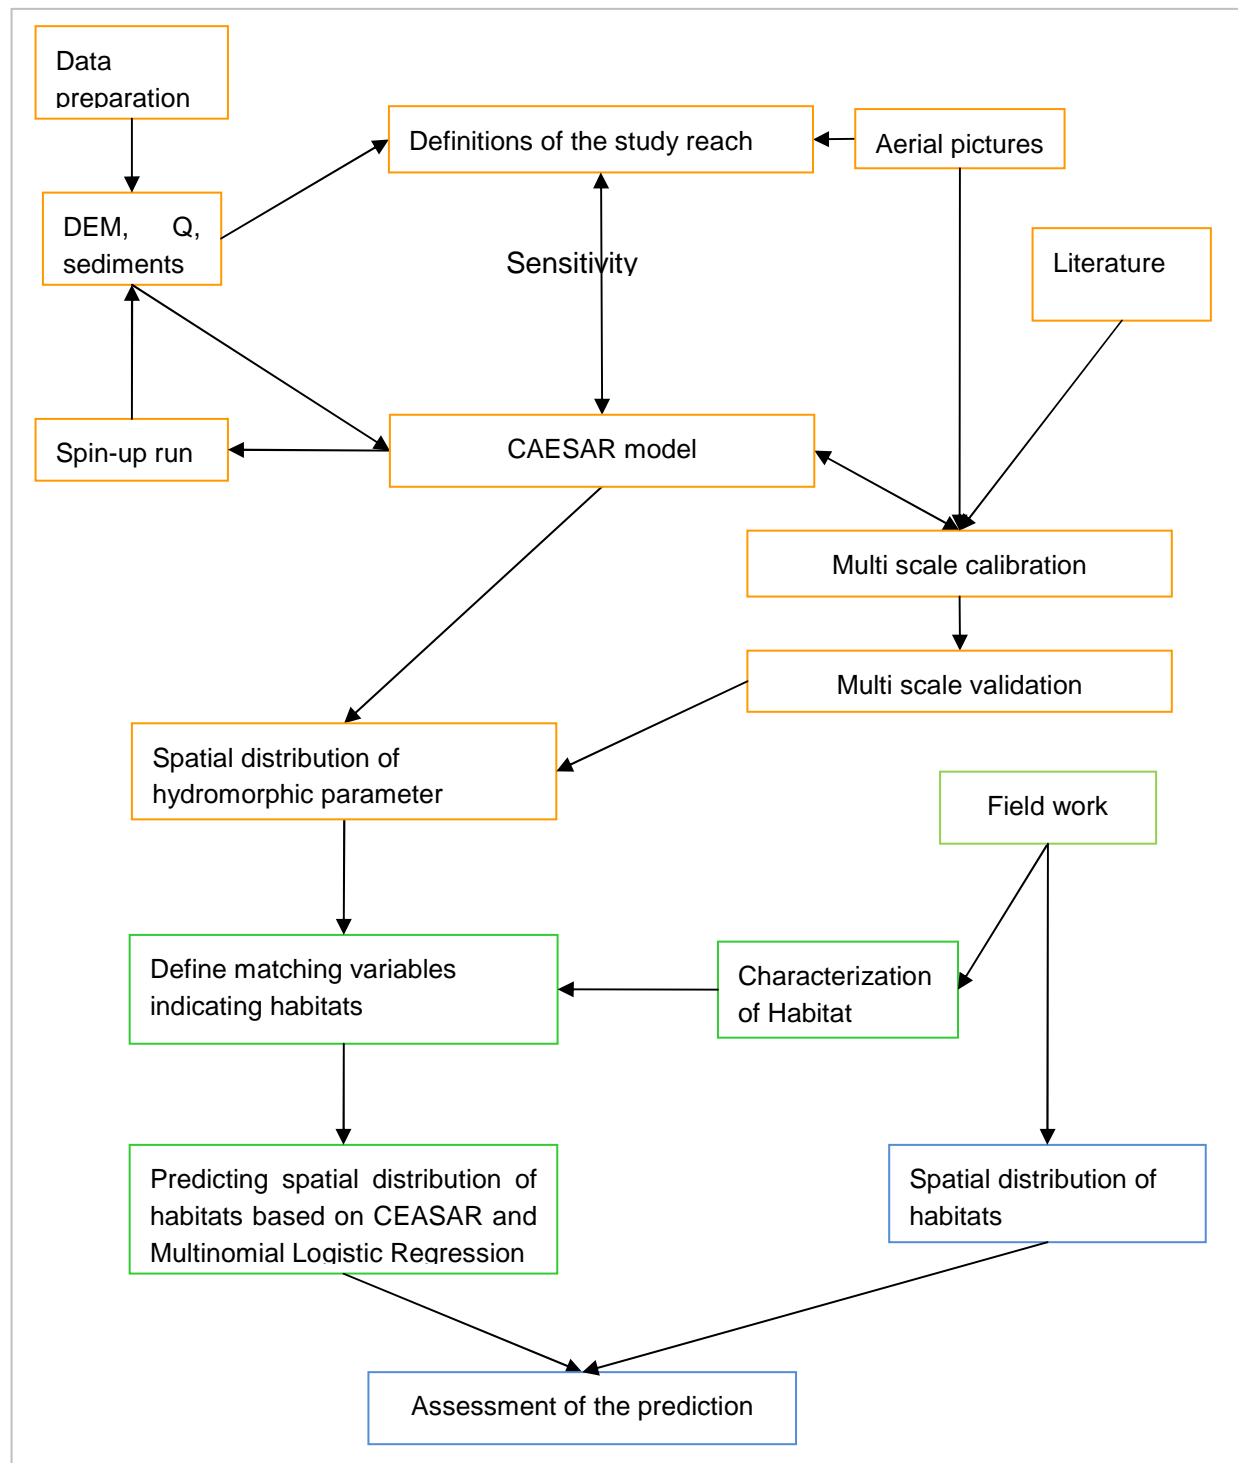 Data
preparation
Definitions of the study reach
Aerial pictures
DEM, Q,
sediments
Sensitivity
Literature
Spin-up run
CAESAR model
Multi scale calibration
Multi scale validation
Spatial distribution of
hydromorphic parameter
Field work
Define matching variables
indicating habitats
Characterization
of Habitat
Predicting spatial distribution of
habitats based on CEASAR and
Multinomial Logistic Regression
Spatial distribution of
habitats
Assessment of the prediction